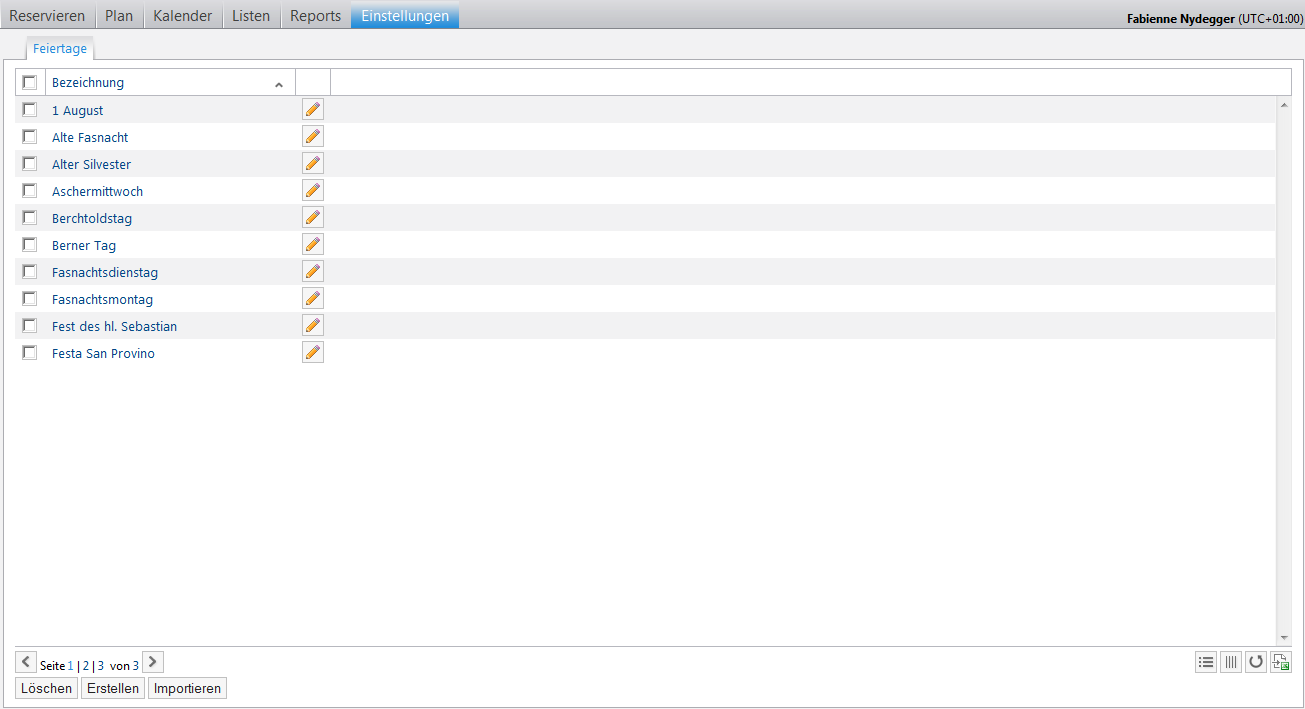 Reservieren Plan Kalender Listen Reports Einstellungen Fabienne Nydegger (UTC+01:00)
Feiertage
Bezeichnung
1 August
Alte Fasnacht
Alter Silvester
Aschermittwoch
Berchtoldstag
Berner Tag
Fasnachtsdienstag
Fasnachtsmontag
Fest des hl. Sebastian
Festa San Provino
Seite 1 | 2 | 3 von 3
Löschen Erstellen Importieren